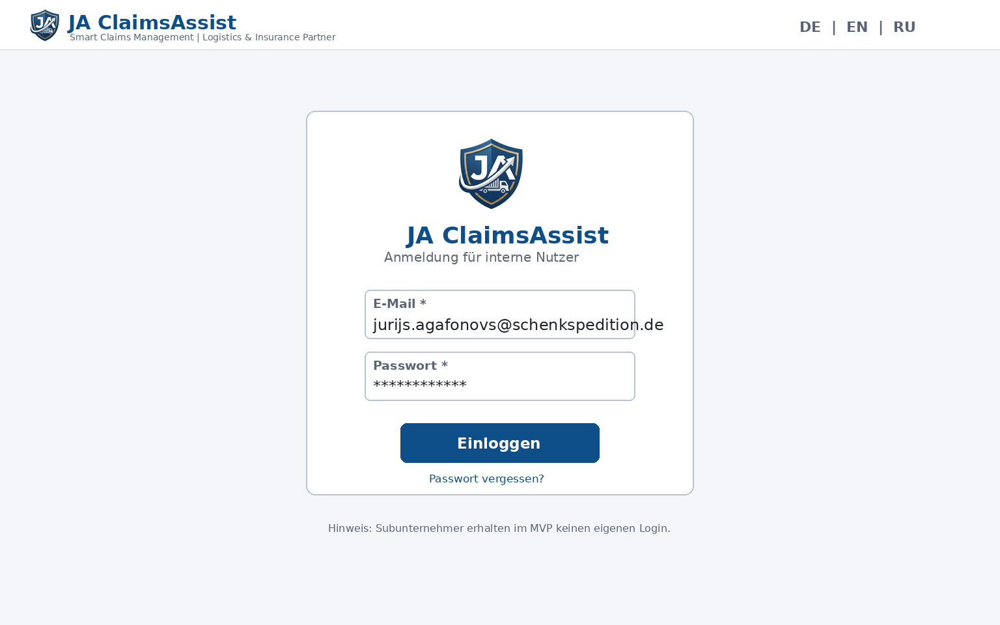 JA ClaimsAssist
Smart Claims Management | Logistics & Insurance Partner
DE | EN | RU
JA
JA ClaimsAssist
Anmeldung für interne Nutzer
E-Mail *
jurijs.agafonovs@schenkspedition.de
Passwort *
************
Einloggen
Passwort vergessen?
Hinweis: Subunternehmer erhalten im MVP keinen eigenen Login.